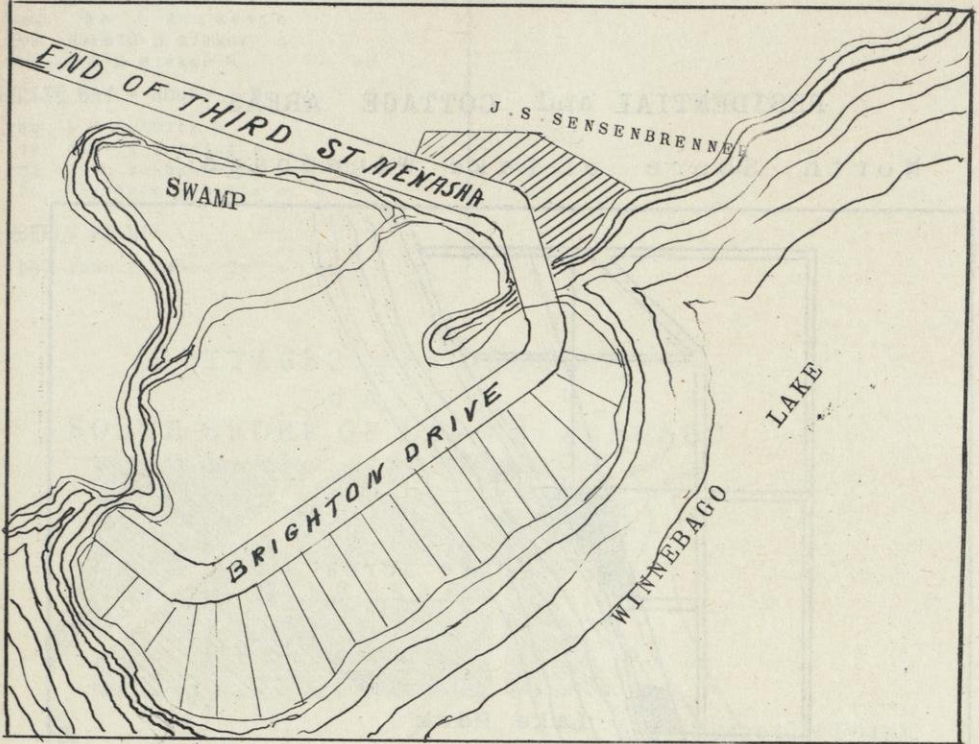 END OF THIRD ST MENASHA
J.S. SENSENBRENNER
SWAMP
BRIGHTON DRIVE
LAKE
WINNEBAGO